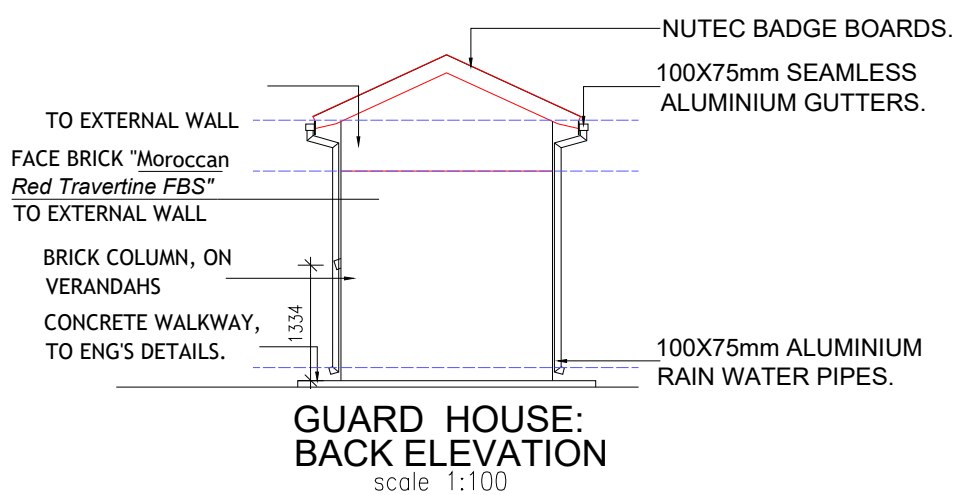 NUTEC BADGE BOARDS.
100X75mm SEAMLESS
ALUMINIUM GUTTERS.
TO EXTERNAL WALL
FACE BRICK "Moroccan
Red Travertine FBS"
TO EXTERNAL WALL
BRICK COLUMN, ON
VERANDAHS
1334
CONCRETE WALKWAY,
TO ENG'S DETAILS.
100X75mm ALUMINIUM
RAIN WATER PIPES.
GUARD HOUSE:
BACK ELEVATION
scale 1:100